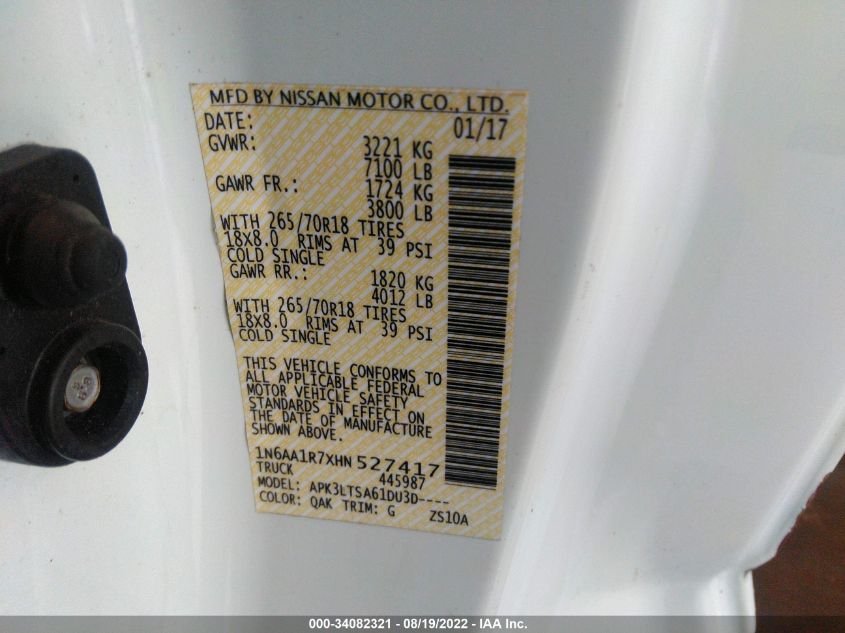 MFD BY NISSAN MOTOR CO., LTD.
DATE: 01/17
GVWR: 3221 KG
7100 LB
GAWR FR.: 1724 KG
3800 LB
WITH 265/70R18 TIRES
18X8.0 RIMS AT 39 PSI
COLD SINGLE
GAWR RR.: 1820 KG
4012 LB
WITH 265/70R18 TIRES
18X8.0 RIMS AT 39 PSI
COLD SINGLE
THIS VEHICLE CONFORMS TO
ALL APPLICABLE FEDERAL
MOTOR VEHICLE SAFETY
STANDARDS IN EFFECT ON
THE DATE OF MANUFACTURE
SHOWN ABOVE.
1N6AA1R7XHN527417
TRUCK 445987
MODEL: APK3LTSA61DU3D----
COLOR: QAK TRIM: G ZS10A
000-34082321 - 08/19/2022 - IAA Inc.